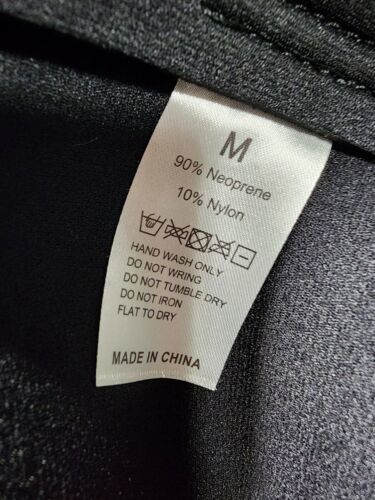 M
90% Neoprene
10% Nylon
HAND WASH ONLY
DO NOT WRING
DO NOT TUMBLE DRY
DO NOT IRON
FLAT TO DRY
MADE IN CHINA